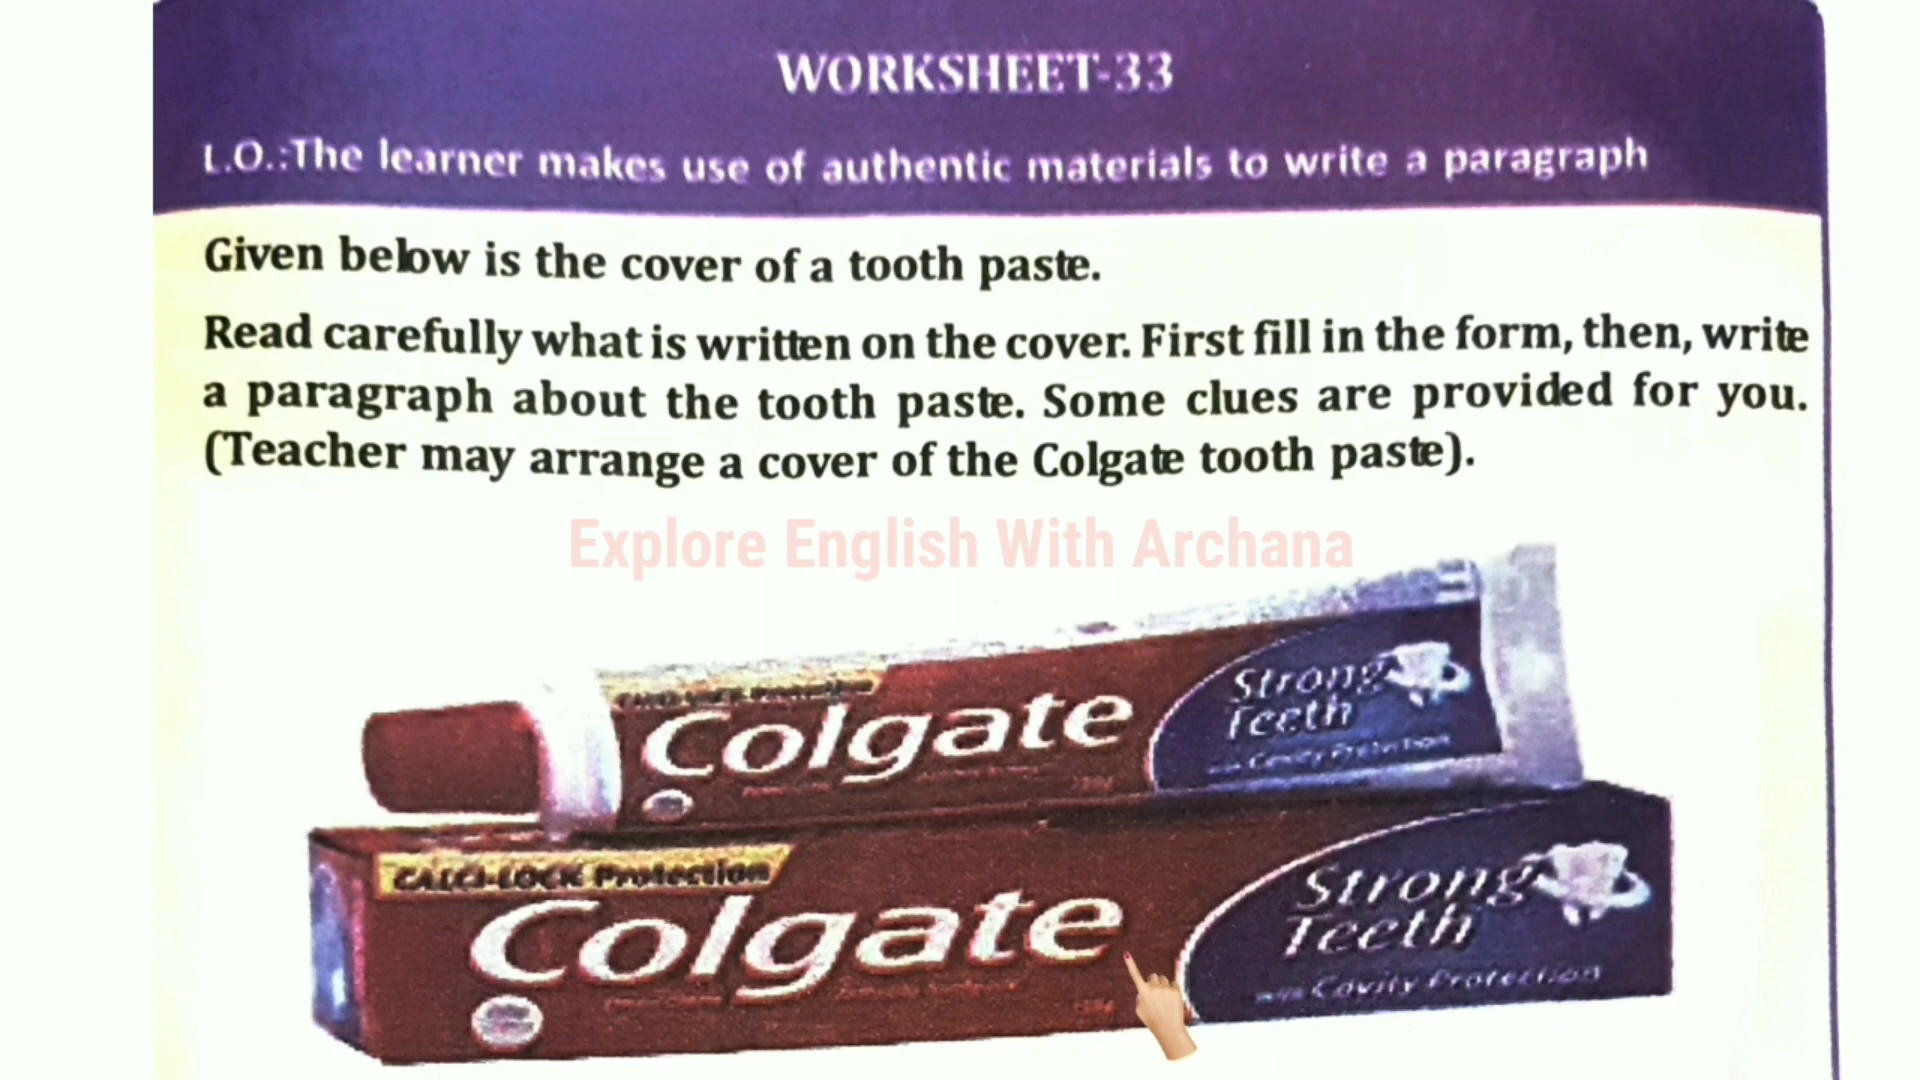 WORKSHEET-33
L.O.:The learner makes use of authentic materials to write a paragraph
Given below is the cover of a tooth paste.
Read carefully what is written on the cover. First fill in the form, then, write
a paragraph about the tooth paste. Some clues are provided for you.
(Teacher may arrange a cover of the Colgate tooth paste).
Explore English With Archana
Colgate
Strong
Teeth
Cavity Protection
CALCI-LOCK Protection
Colgate
Strong
Teeth
with Cavity Protection